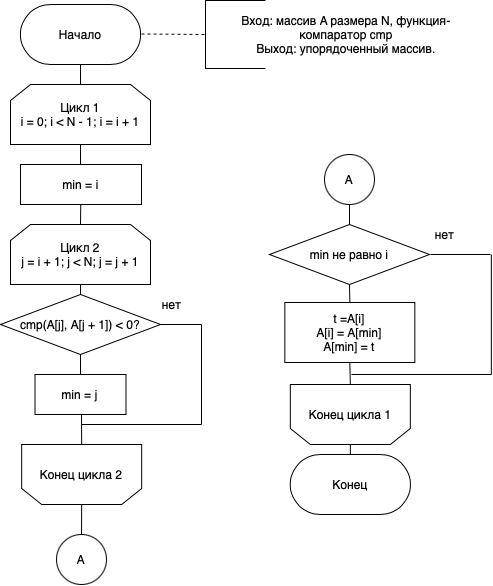 Начало
Вход: массив A размера N, функция-
компаратор cmp
Выход: упорядоченный массив.
Цикл 1
i = 0; i < N - 1; i = i + 1
min = i
Цикл 2
j = i + 1; j < N; j = j + 1
cmp(A[j], A[j + 1]) < 0?
нет
min = j
Конец цикла 2
A
A
min не равно i
нет
t =A[i]
A[i] = A[min]
A[min] = t
Конец цикла 1
Конец